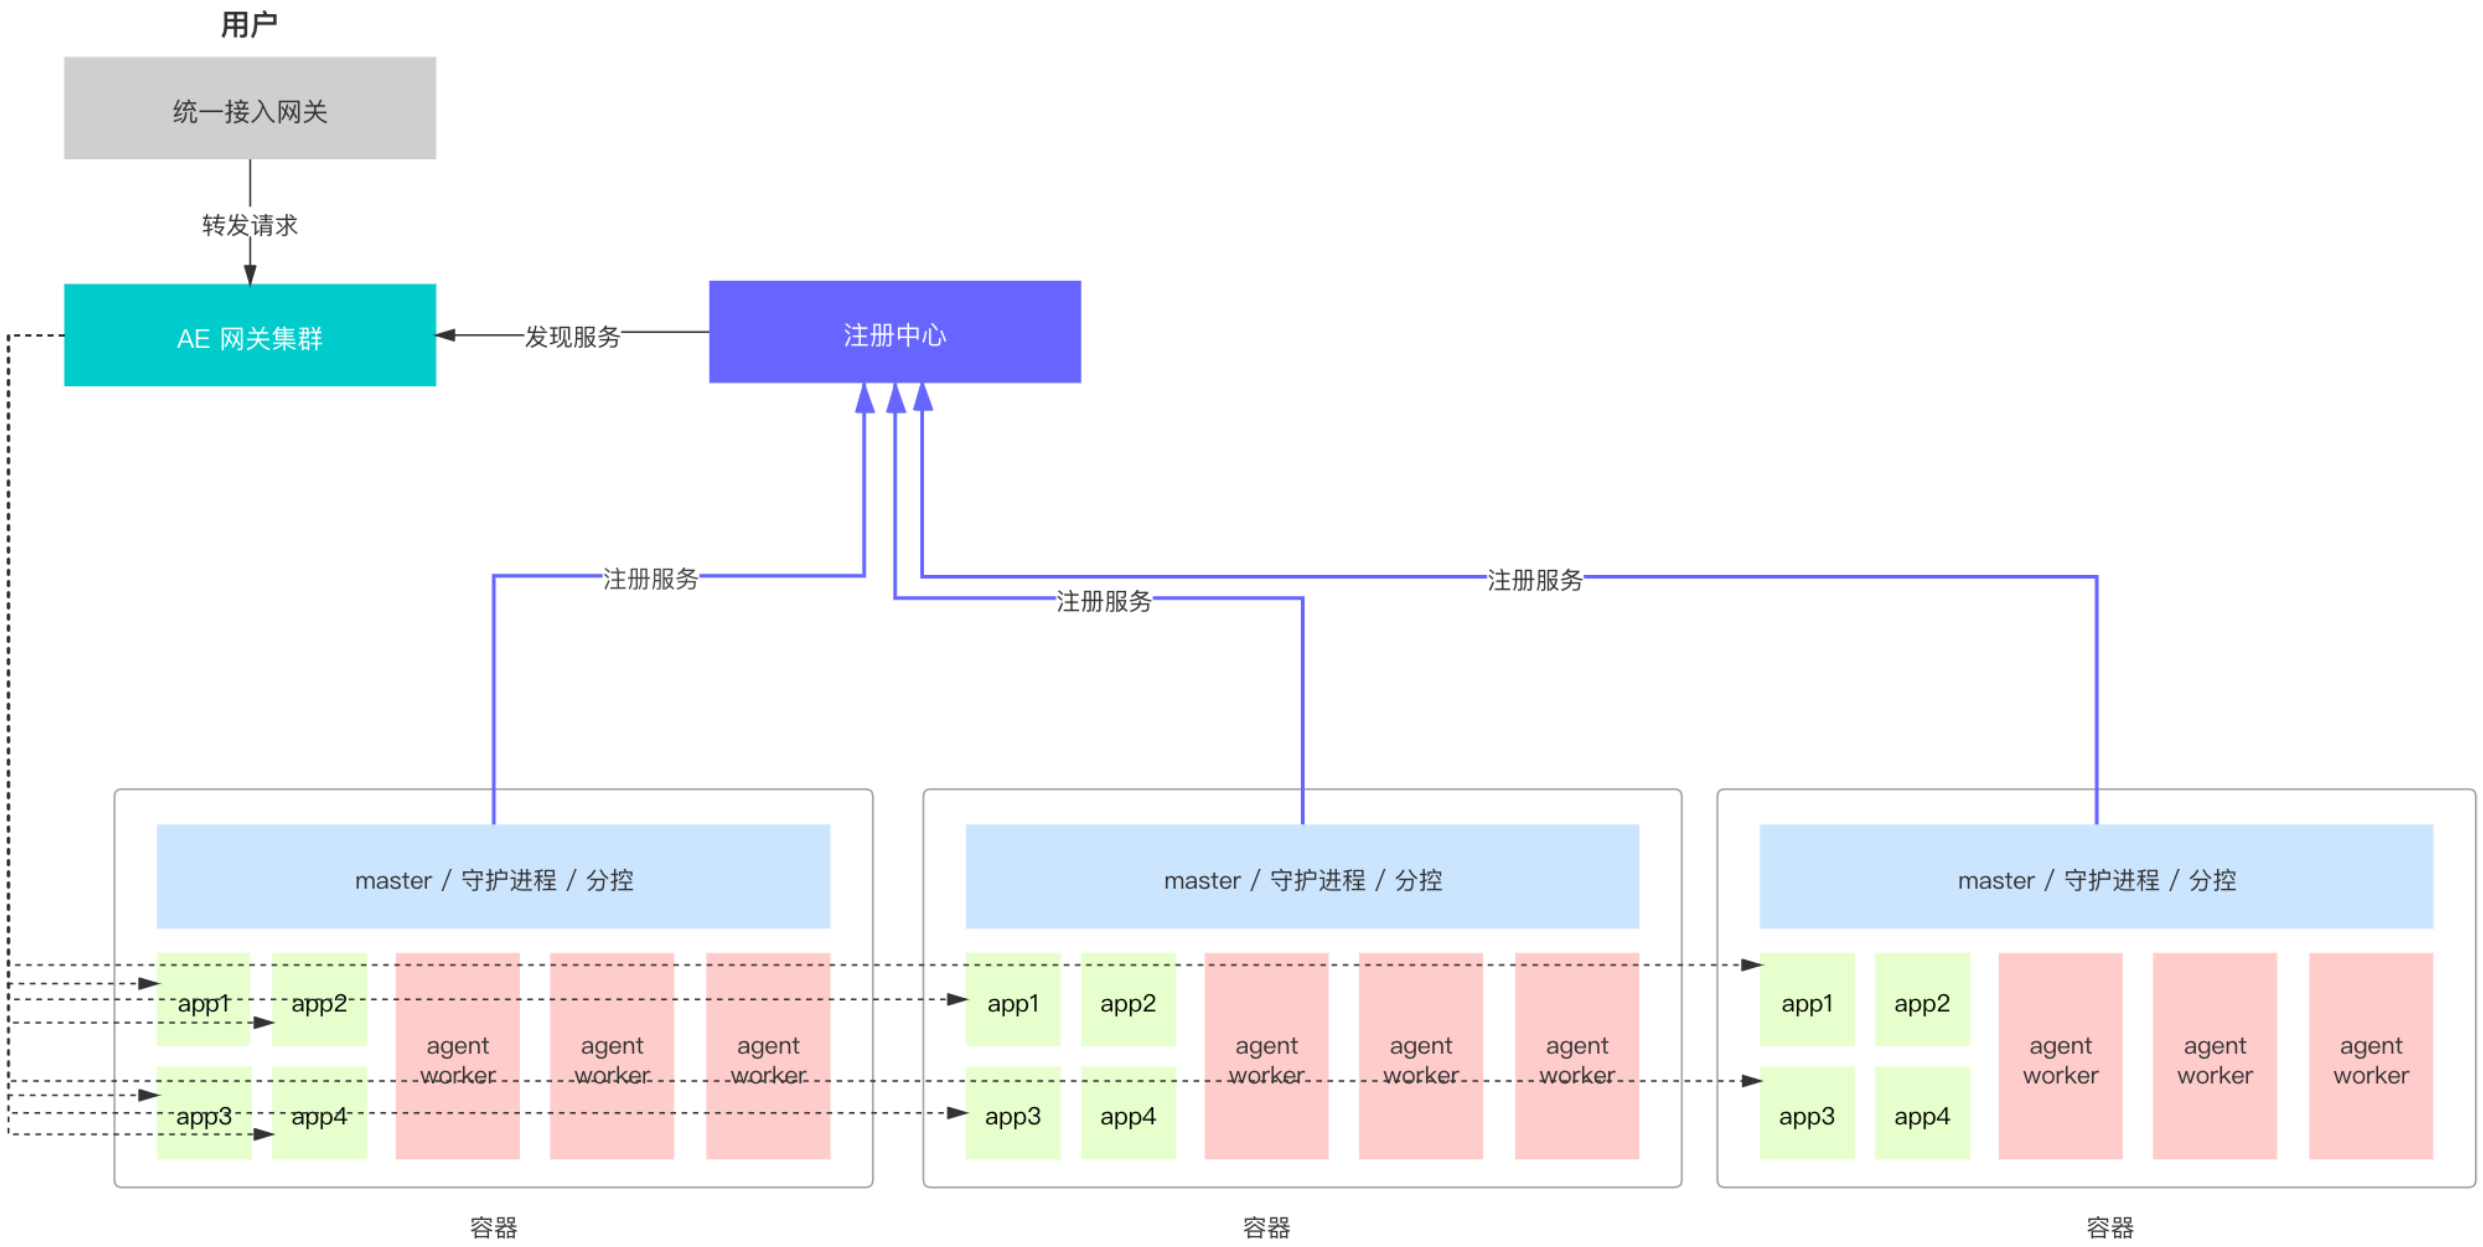 用户
统一接入网关
转发请求
AE 网关集群
发现服务
注册中心
注册服务
注册服务
注册服务
master / 守护进程 / 分控
app1
app2
app3
app4
agent
worker
agent
worker
agent
worker
容器
master / 守护进程 / 分控
app1
app2
app3
app4
agent
worker
agent
worker
agent
worker
容器
master / 守护进程 / 分控
app1
app2
app3
app4
agent
worker
agent
worker
agent
worker
容器